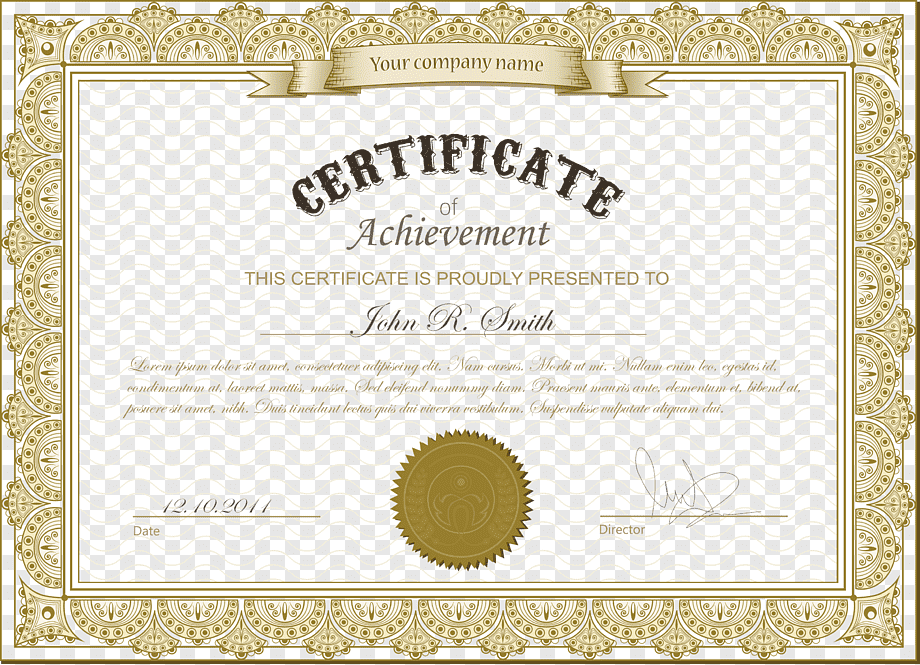 Your company name
CERTIFICATE
of
Achievement
THIS CERTIFICATE IS PROUDLY PRESENTED TO
John R. Smith
Lorem ipsum dolor sit amet, consectetuer adipiscing elit. Nam cursus. Morbi ut mi. Nullam enim leo, egestas id,
condimentum at, laoreet mattis, massa. Sed eleifend nonummy diam. Praesent mauris ante, elementum et, bibend at,
posuere sit amet, nibh. Duis tincidunt lectus quis dui viverra vestibulum. Suspendisse vulputate aliquam dui.
12.10.2011
Date
Director